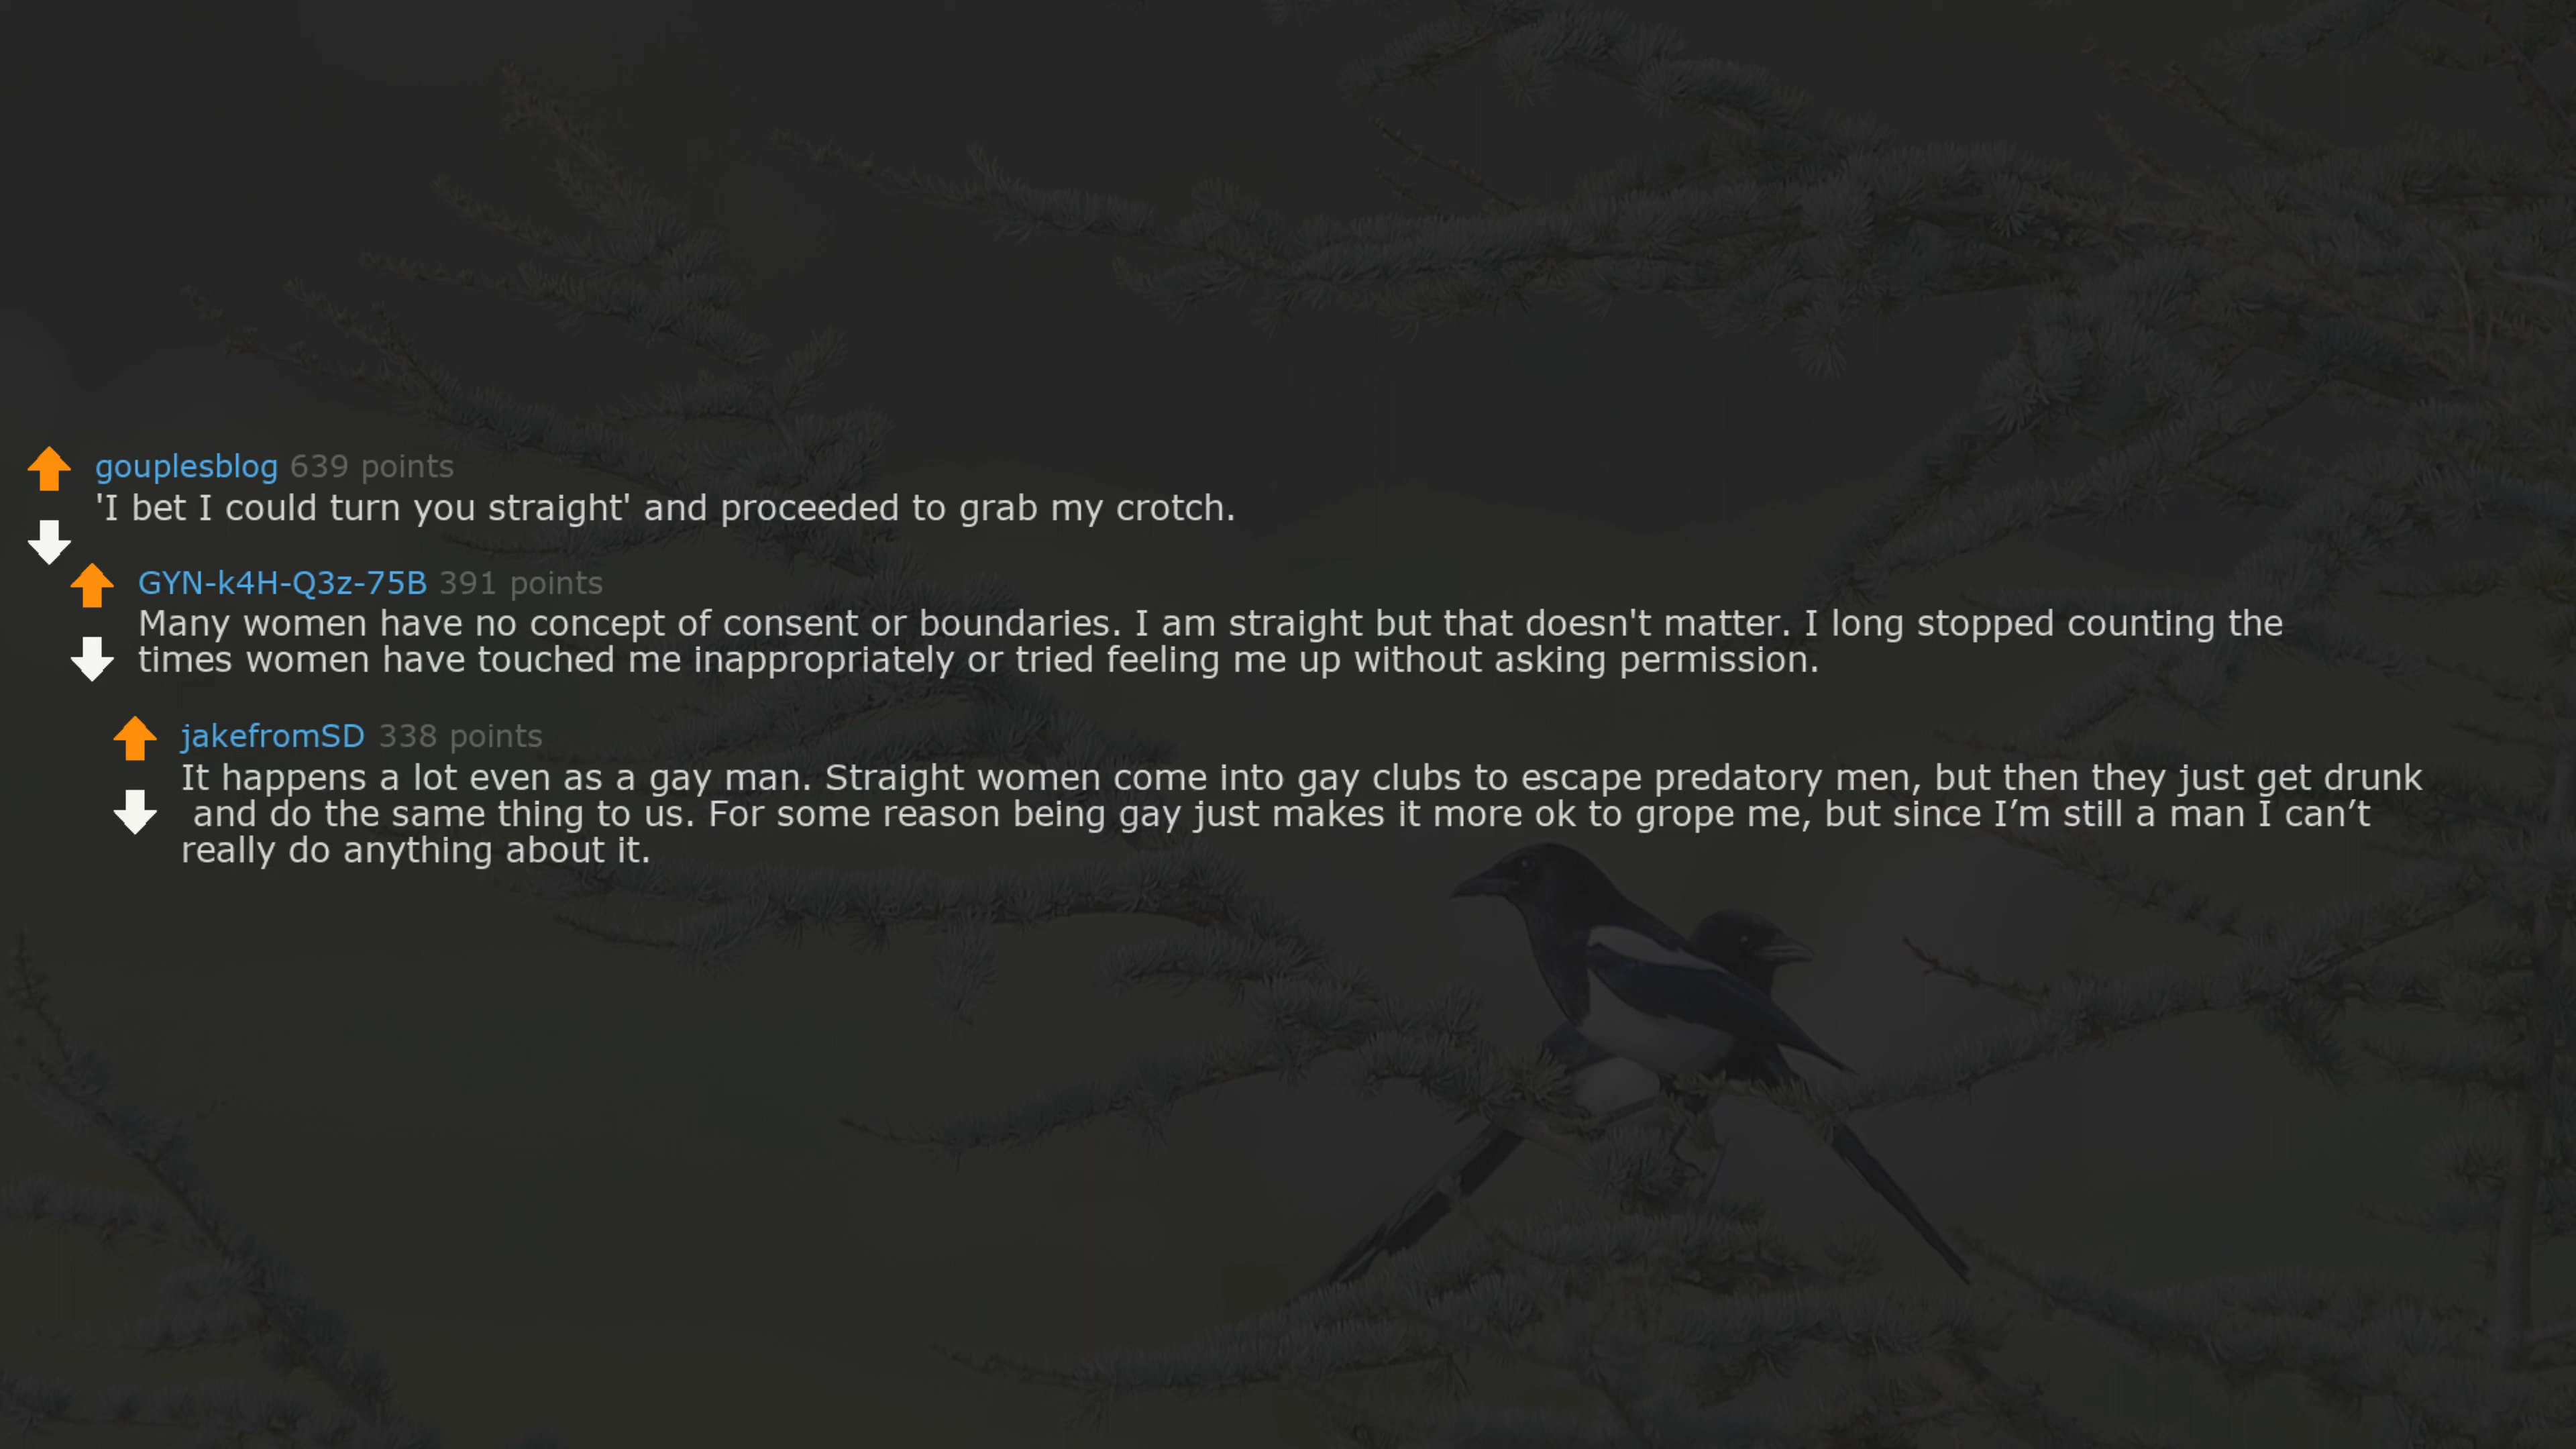 gouplesblog 639 points
'I bet I could turn you straight' and proceeded to grab my crotch.
GYN-k4H-Q3z-75B 391 points
Many women have no concept of consent or boundaries. I am straight but that doesn't matter. I long stopped counting the
times women have touched me inappropriately or tried feeling me up without asking permission.
jakefromSD 338 points
It happens a lot even as a gay man. Straight women come into gay clubs to escape predatory men, but then they just get drunk
and do the same thing to us. For some reason being gay just makes it more ok to grope me, but since I’m still a man I can’t
really do anything about it.